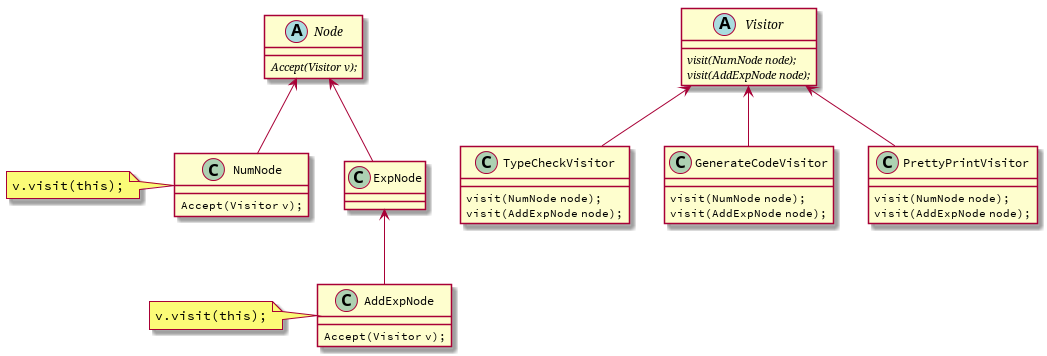 A Node
Accept(Visitor v);
A Visitor
visit(NumNode node);
visit(AddExpNode node);
v.visit(this);
C NumNode
Accept(Visitor v);
C ExpNode
C TypeCheckVisitor
visit(NumNode node);
visit(AddExpNode node);
C GenerateCodeVisitor
visit(NumNode node);
visit(AddExpNode node);
C PrettyPrintVisitor
visit(NumNode node);
visit(AddExpNode node);
v.visit(this);
C AddExpNode
Accept(Visitor v);